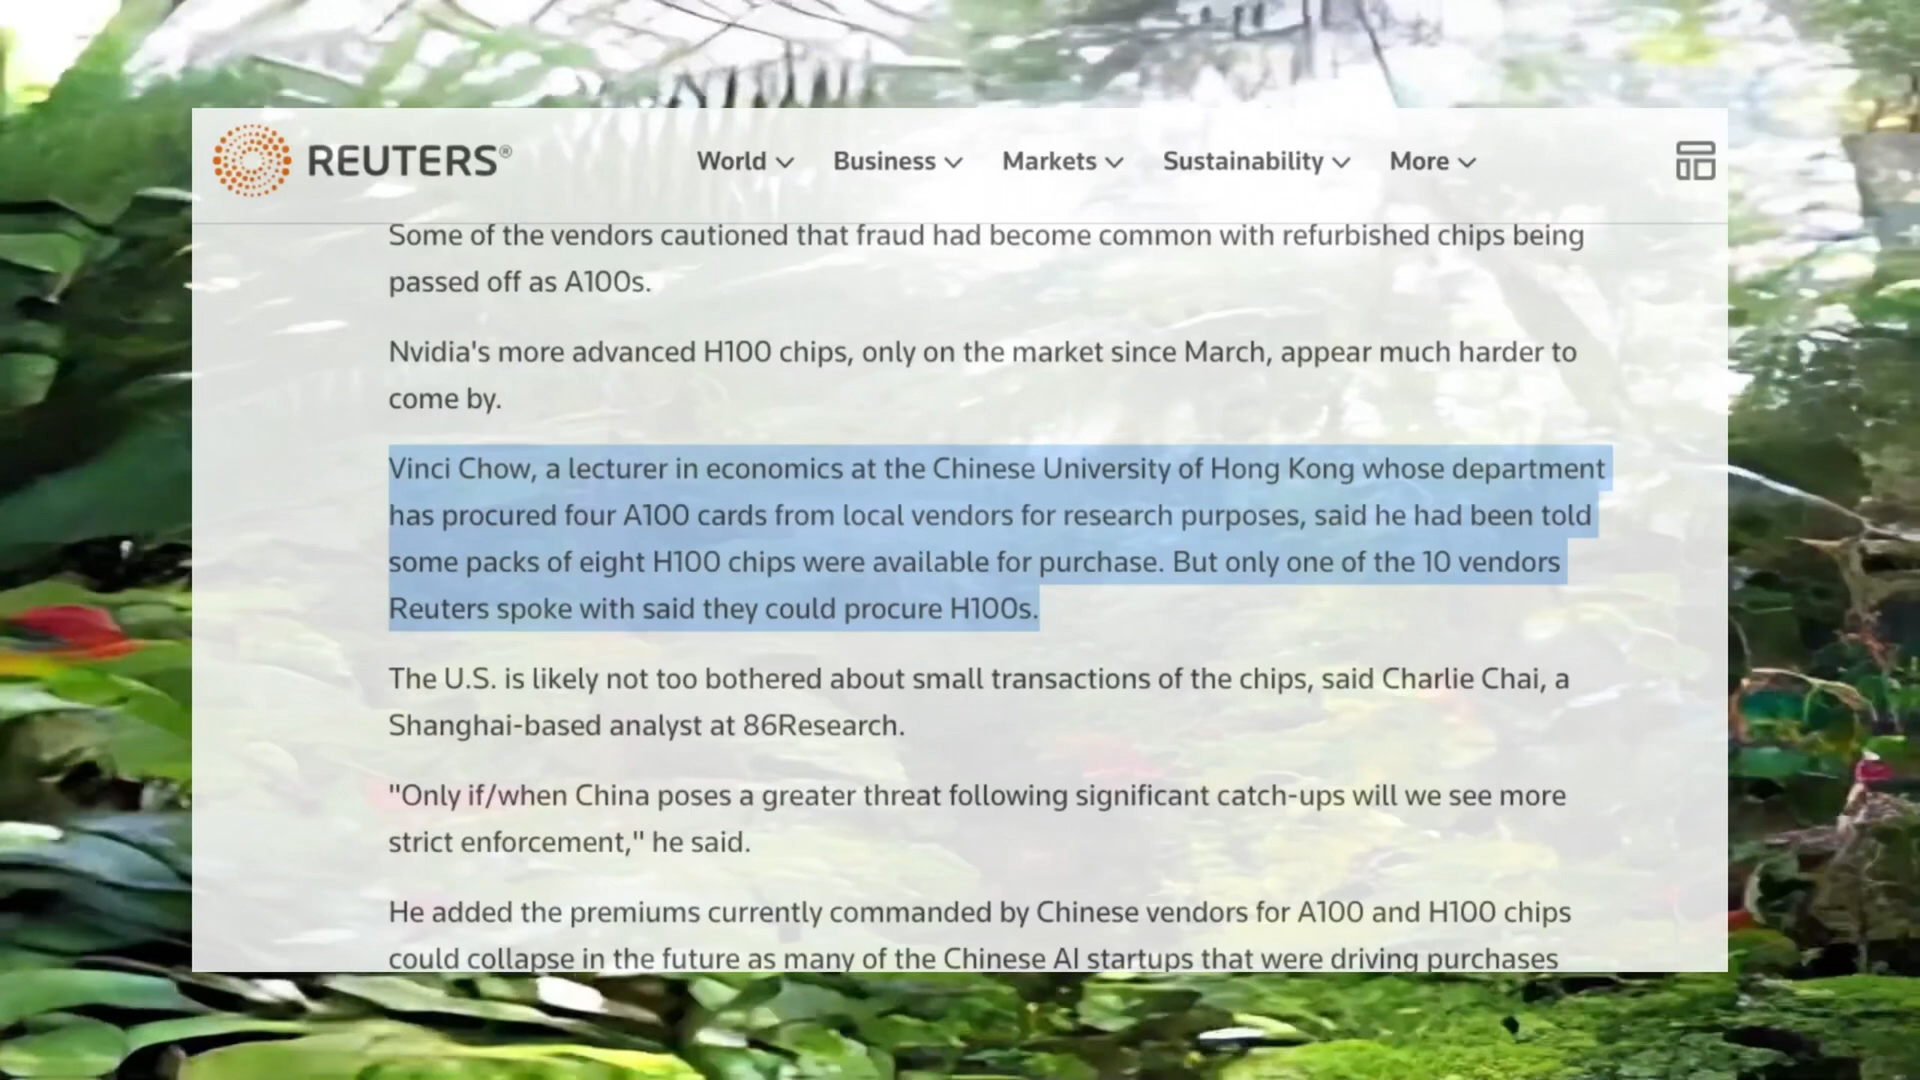 REUTERS®
World
Business
Markets
Sustainability
More
Some of the vendors cautioned that fraud had become common with refurbished chips being
passed off as A100s.
Nvidia's more advanced H100 chips, only on the market since March, appear much harder to
come by.
Vinci Chow, a lecturer in economics at the Chinese University of Hong Kong whose department
has procured four A100 cards from local vendors for research purposes, said he had been told
some packs of eight H100 chips were available for purchase. But only one of the 10 vendors
Reuters spoke with said they could procure H100s.
The U.S. is likely not too bothered about small transactions of the chips, said Charlie Chai, a
Shanghai-based analyst at 86Research.
"Only if/when China poses a greater threat following significant catch-ups will we see more
strict enforcement," he said.
He added the premiums currently commanded by Chinese vendors for A100 and H100 chips
could collapse in the future as many of the Chinese AI startups that were driving purchases